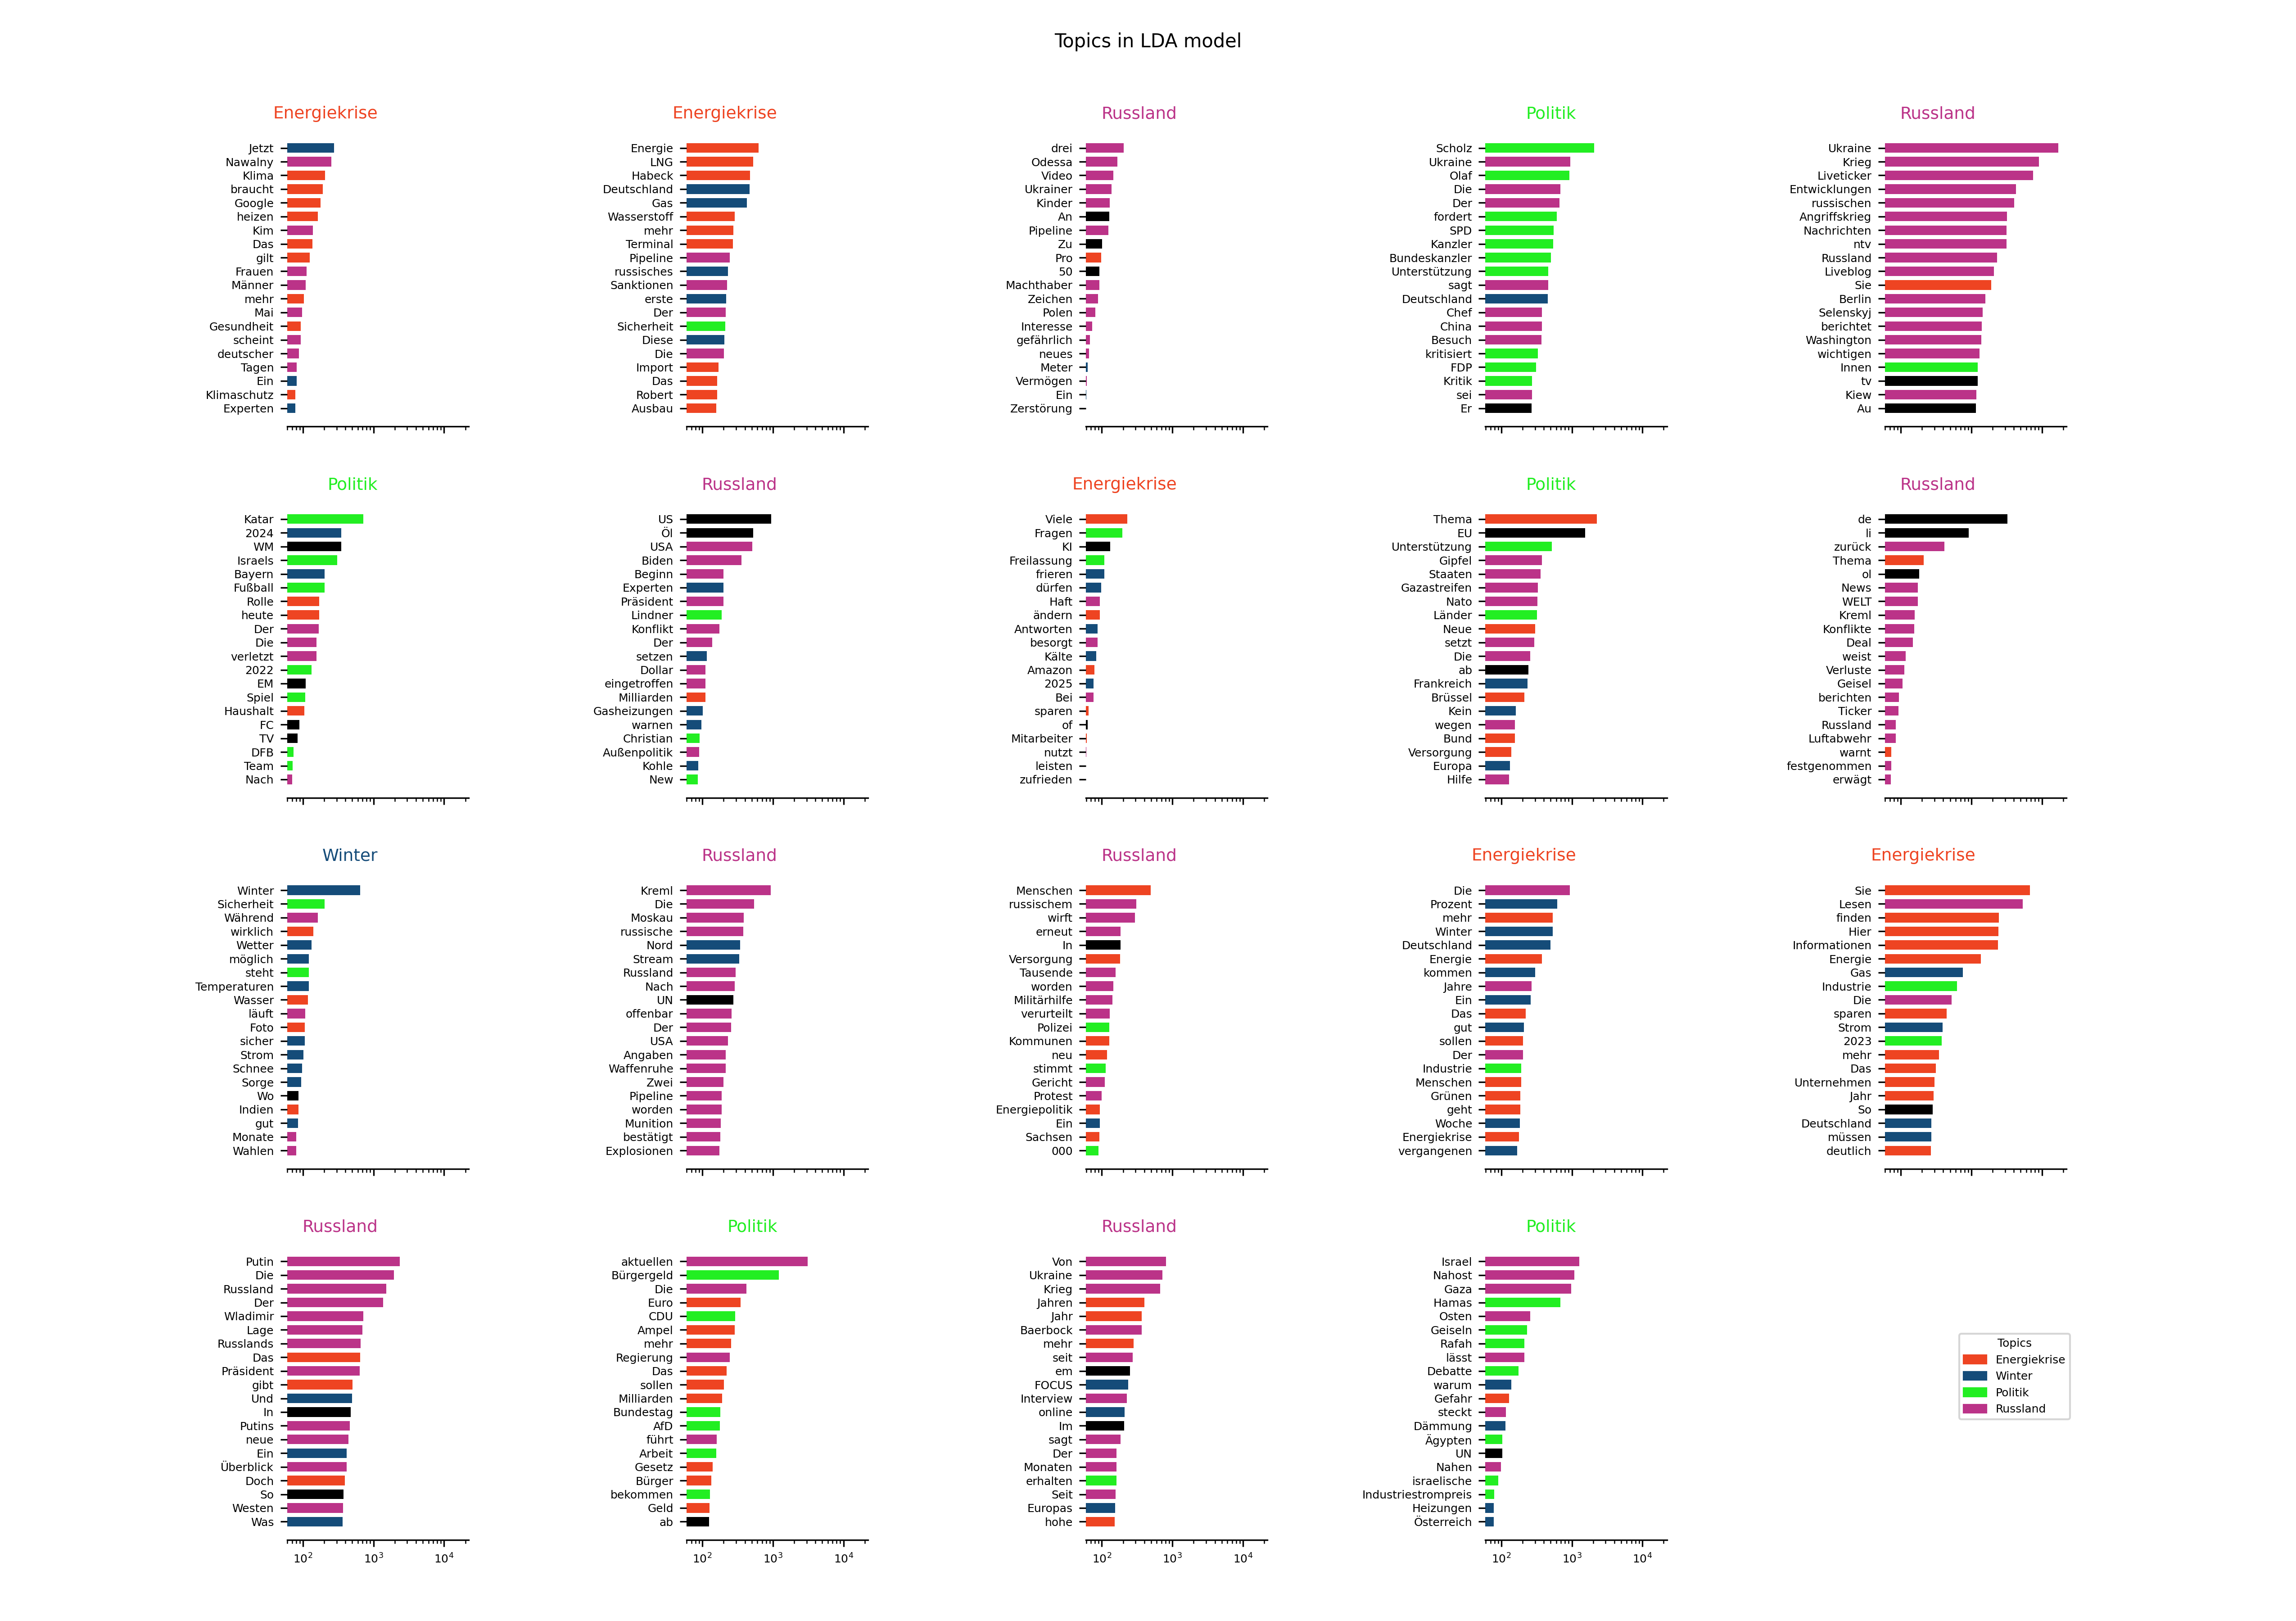 Topics in LDA model
Energiekrise
Jetzt
Nawalny
Klima
braucht
Google
heizen
Kim
Das
gilt
Frauen
Männer
mehr
Mai
Gesundheit
scheint
deutscher
Tagen
Ein
Klimaschutz
Experten
Energiekrise
Energie
LNG
Habeck
Deutschland
Gas
Wasserstoff
mehr
Terminal
Pipeline
russisches
Sanktionen
erste
Der
Sicherheit
Diese
Die
Import
Das
Robert
Ausbau
Russland
drei
Odessa
Video
Ukrainer
Kinder
An
Pipeline
Zu
Pro
50
Machthaber
Zeichen
Polen
Interesse
gefährlich
neues
Meter
Vermögen
Ein
Zerstörung
Politik
Scholz
Ukraine
Olaf
Die
Der
fordert
SPD
Kanzler
Bundeskanzler
Unterstützung
sagt
Deutschland
Chef
China
Besuch
kritisiert
FDP
Kritik
sei
Er
Russland
Ukraine
Krieg
Liveticker
Entwicklungen
russischen
Angriffskrieg
Nachrichten
ntv
Russland
Liveblog
Sie
Berlin
Selenskyj
berichtet
Washington
wichtigen
Innen
tv
Kiew
Au
Politik
Katar
2024
WM
Israels
Bayern
Fußball
Rolle
heute
Der
Die
verletzt
2022
EM
Spiel
Haushalt
FC
TV
DFB
Team
Nach
Russland
US
Öl
USA
Biden
Beginn
Experten
Präsident
Lindner
Konflikt
Der
setzen
Dollar
eingetroffen
Milliarden
Gasheizungen
warnen
Christian
Außenpolitik
Kohle
New
Energiekrise
Viele
Fragen
KI
Freilassung
frieren
dürfen
Haft
ändern
Antworten
besorgt
Kälte
Amazon
2025
Bei
sparen
of
Mitarbeiter
nutzt
leisten
zufrieden
Politik
Thema
EU
Unterstützung
Gipfel
Staaten
Gazastreifen
Nato
Länder
Neue
setzt
Die
ab
Frankreich
Brüssel
Kein
wegen
Bund
Versorgung
Europa
Hilfe
Russland
de
li
zurück
Thema
ol
News
WELT
Kreml
Konflikte
Deal
weist
Verluste
Geisel
berichten
Ticker
Russland
Luftabwehr
warnt
festgenommen
erwägt
Winter
Winter
Sicherheit
Während
wirklich
Wetter
möglich
steht
Temperaturen
Wasser
läuft
Foto
sicher
Strom
Schnee
Sorge
Wo
Indien
gut
Monate
Wahlen
Russland
Kreml
Die
Moskau
russische
Nord
Stream
Russland
Nach
UN
offenbar
Der
USA
Angaben
Waffenruhe
Zwei
Pipeline
worden
Munition
bestätigt
Explosionen
Russland
Menschen
russischem
wirft
erneut
In
Versorgung
Tausende
worden
Militärhilfe
verurteilt
Polizei
Kommunen
neu
stimmt
Gericht
Protest
Energiepolitik
Ein
Sachsen
000
Energiekrise
Die
Prozent
mehr
Winter
Deutschland
Energie
kommen
Jahre
Ein
Das
gut
sollen
Der
Industrie
Menschen
Grünen
geht
Woche
Energiekrise
vergangenen
Energiekrise
Sie
Lesen
finden
Hier
Informationen
Energie
Gas
Industrie
Die
sparen
Strom
2023
mehr
Das
Unternehmen
Jahr
So
Deutschland
müssen
deutlich
Russland
Putin
Die
Russland
Der
Wladimir
Lage
Russlands
Das
Präsident
gibt
Und
In
Putins
neue
Ein
Überblick
Doch
So
Westen
Was
10² 10³ 10⁴
Politik
aktuellen
Bürgergeld
Die
Euro
CDU
Ampel
mehr
Regierung
Das
sollen
Milliarden
Bundestag
AfD
führt
Arbeit
Gesetz
Bürger
bekommen
Geld
ab
10² 10³ 10⁴
Russland
Von
Ukraine
Krieg
Jahren
Jahr
Baerbock
mehr
seit
em
FOCUS
Interview
online
Im
sagt
Der
Monaten
erhalten
Seit
Europas
hohe
10² 10³ 10⁴
Politik
Israel
Nahost
Gaza
Hamas
Osten
Geiseln
Rafah
lässt
Debatte
warum
Gefahr
steckt
Dämmung
Ägypten
UN
Nahen
israelische
Industriestrompreis
Heizungen
Österreich
10² 10³ 10⁴
Topics
Energiekrise
Winter
Politik
Russland